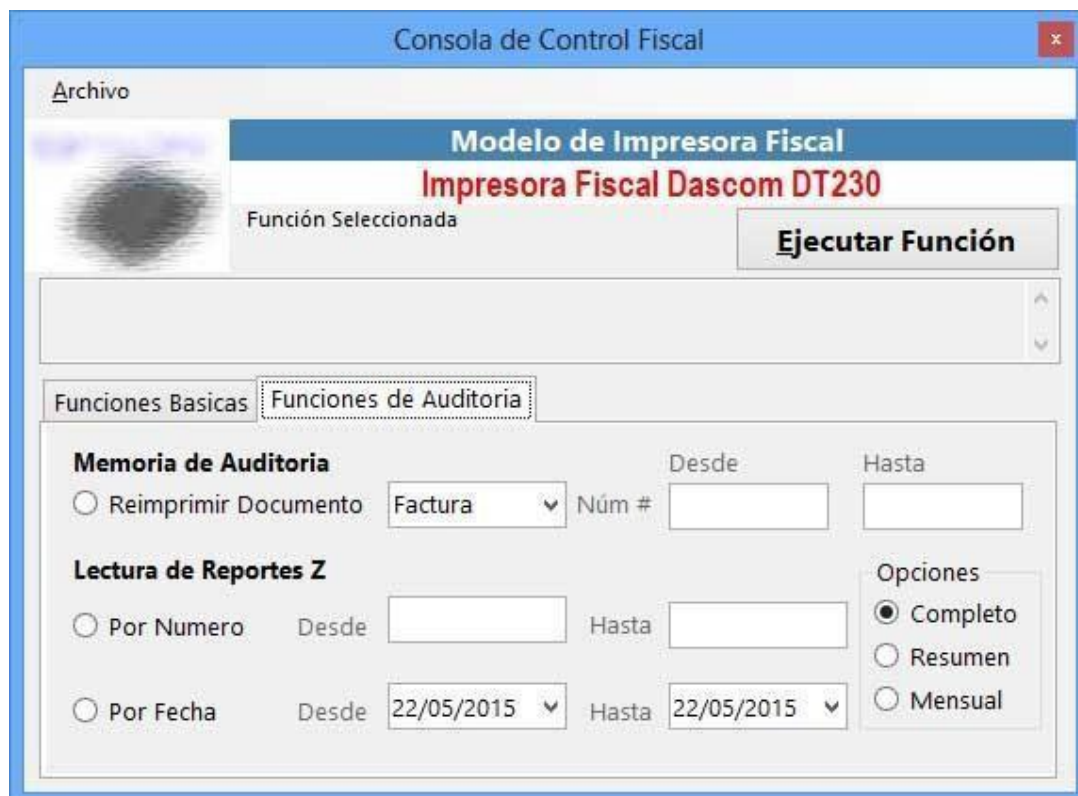 Consola de Control Fiscal
x
Archivo
Modelo de Impresora Fiscal
Impresora Fiscal Dascom DT230
Función Seleccionada
Ejecutar Función
Funciones Basicas
Funciones de Auditoria
Memoria de Auditoria
Desde
Hasta
Reimprimir Documento
Factura
Núm #
Lectura de Reportes Z
Opciones
Por Numero
Desde
Hasta
Completo
Resumen
Por Fecha
Desde
22/05/2015
Hasta
22/05/2015
Mensual